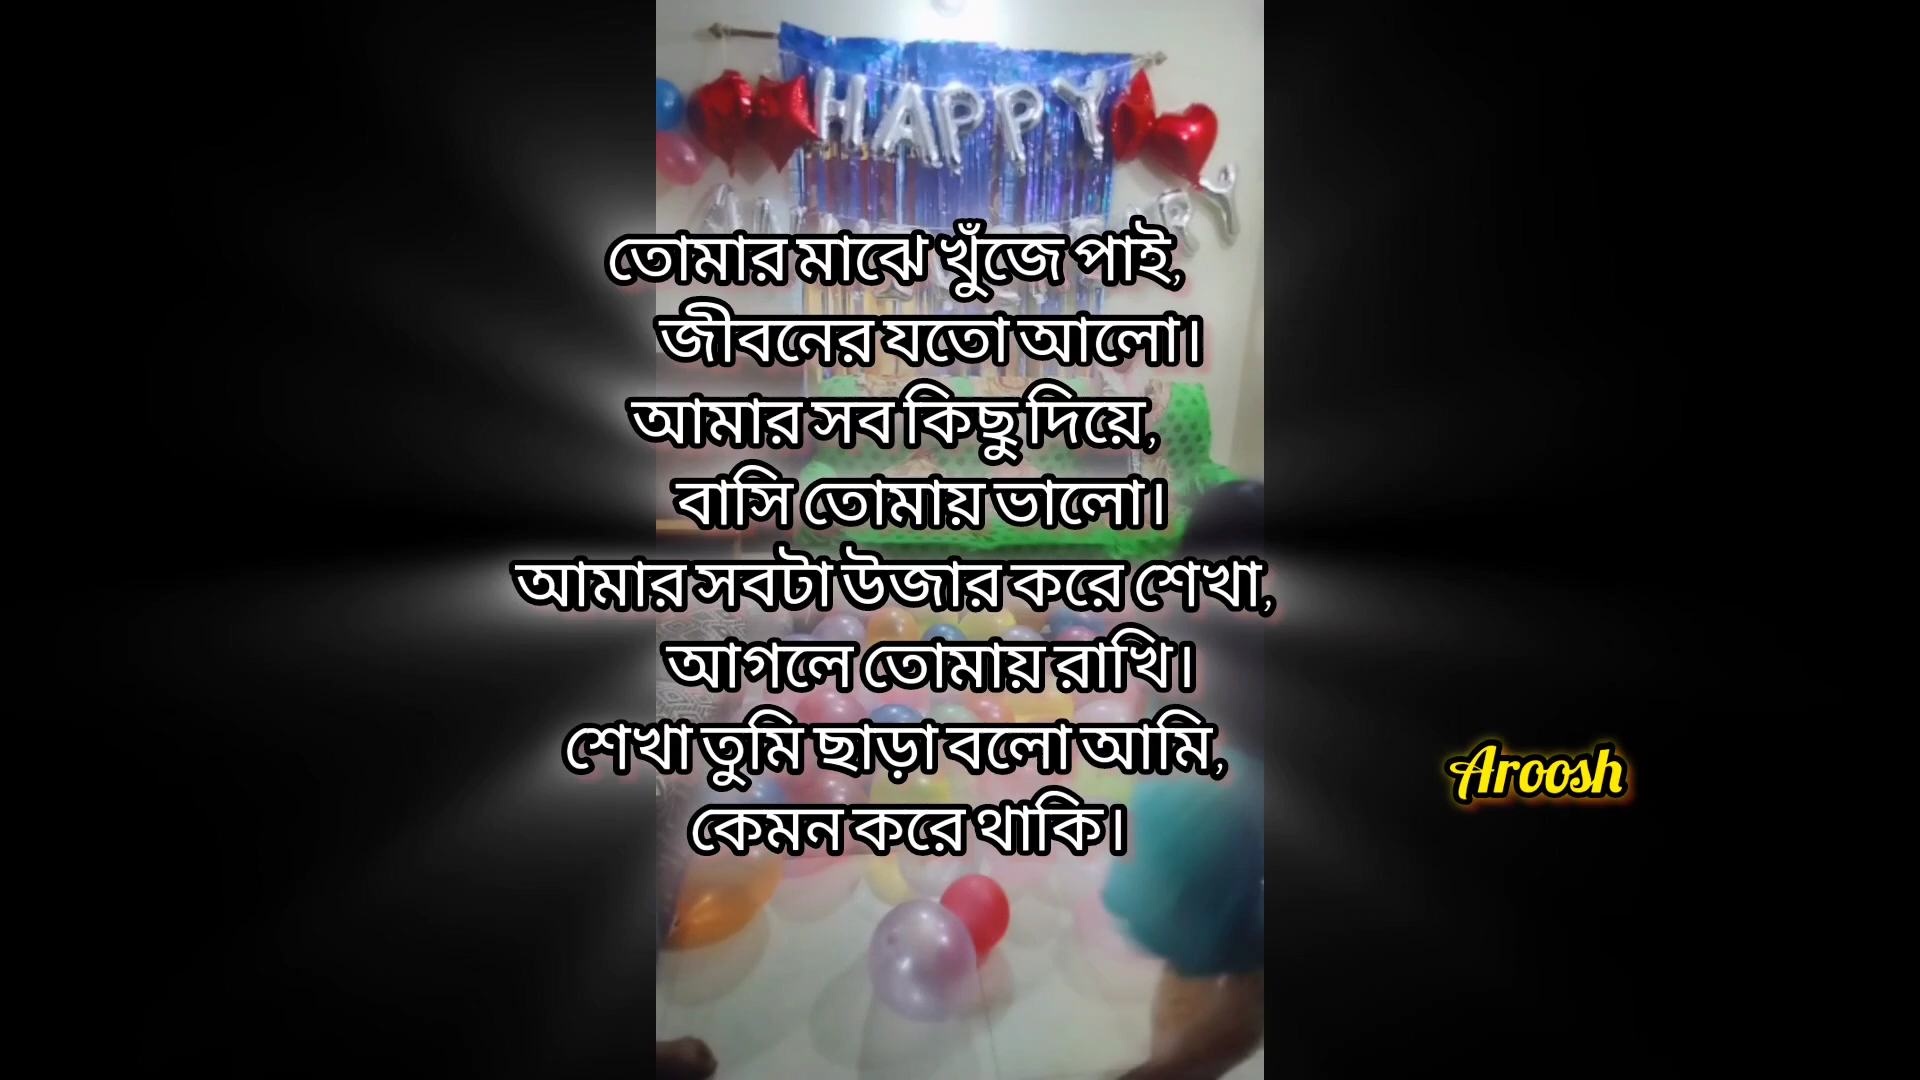 HAPPY
তোমার মাঝে খুঁজে পাই,
জীবনের যতো আলো।
আমার সব কিছু দিয়ে,
বাসি তোমায় ভালো।
আমার সবটা উজার করে শেখা,
আগলে তোমায় রাখি।
শেখা তুমি ছাড়া বলো আমি,
কেমন করে থাকি।
Aroosh